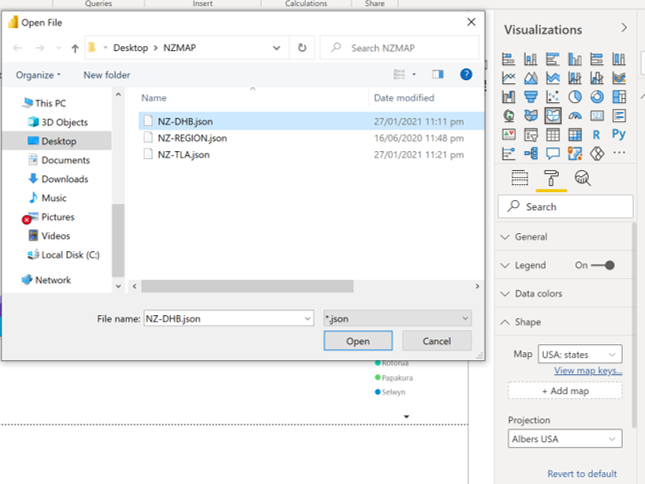 Queries Insert Calculations Share
Open File
Desktop > NZMAP
Search NZMAP
Organize New folder
Name Date modified
This PC
3D Objects
Desktop
Documents
Downloads
Music
Pictures
Videos
Local Disk (C:)
Network
NZ-DHB.json 27/01/2021 11:11 pm
NZ-REGION.json 16/06/2020 11:48 pm
NZ-TLA.json 27/01/2021 11:21 pm
File name: NZ-DHB.json *.json
Open Cancel
Rotorua
Papakura
Selwyn
Visualizations
R Py
Search
General
Legend On
Data colors
Shape
Map USA: states
View map keys...
+ Add map
Projection
Albers USA
Revert to default